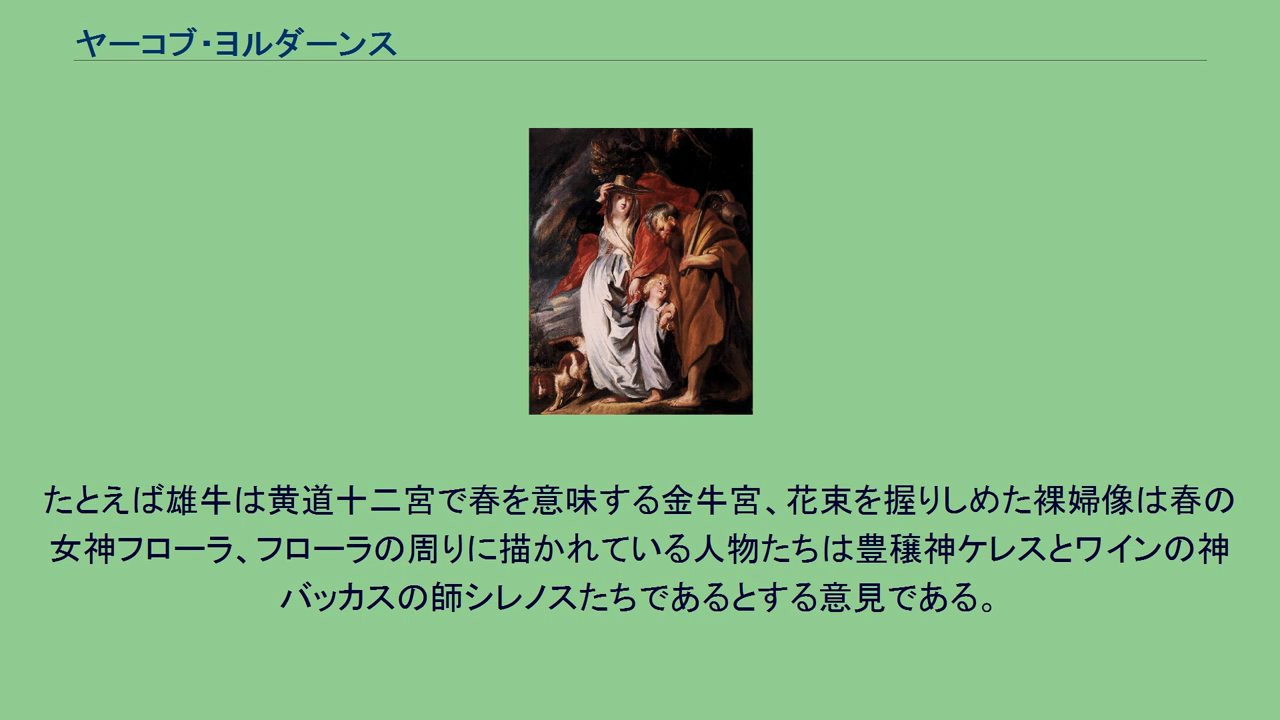 ヤーコブ・ヨルダーンス
たとえば雄牛は黄道十二宮で春を意味する金牛宮、花束を握りしめた裸婦像は春の
女神フローラ、フローラの周りに描かれている人物たちは豊穣神ケレスとワインの神
バッカスの師シレノスたちであるとする意見である。